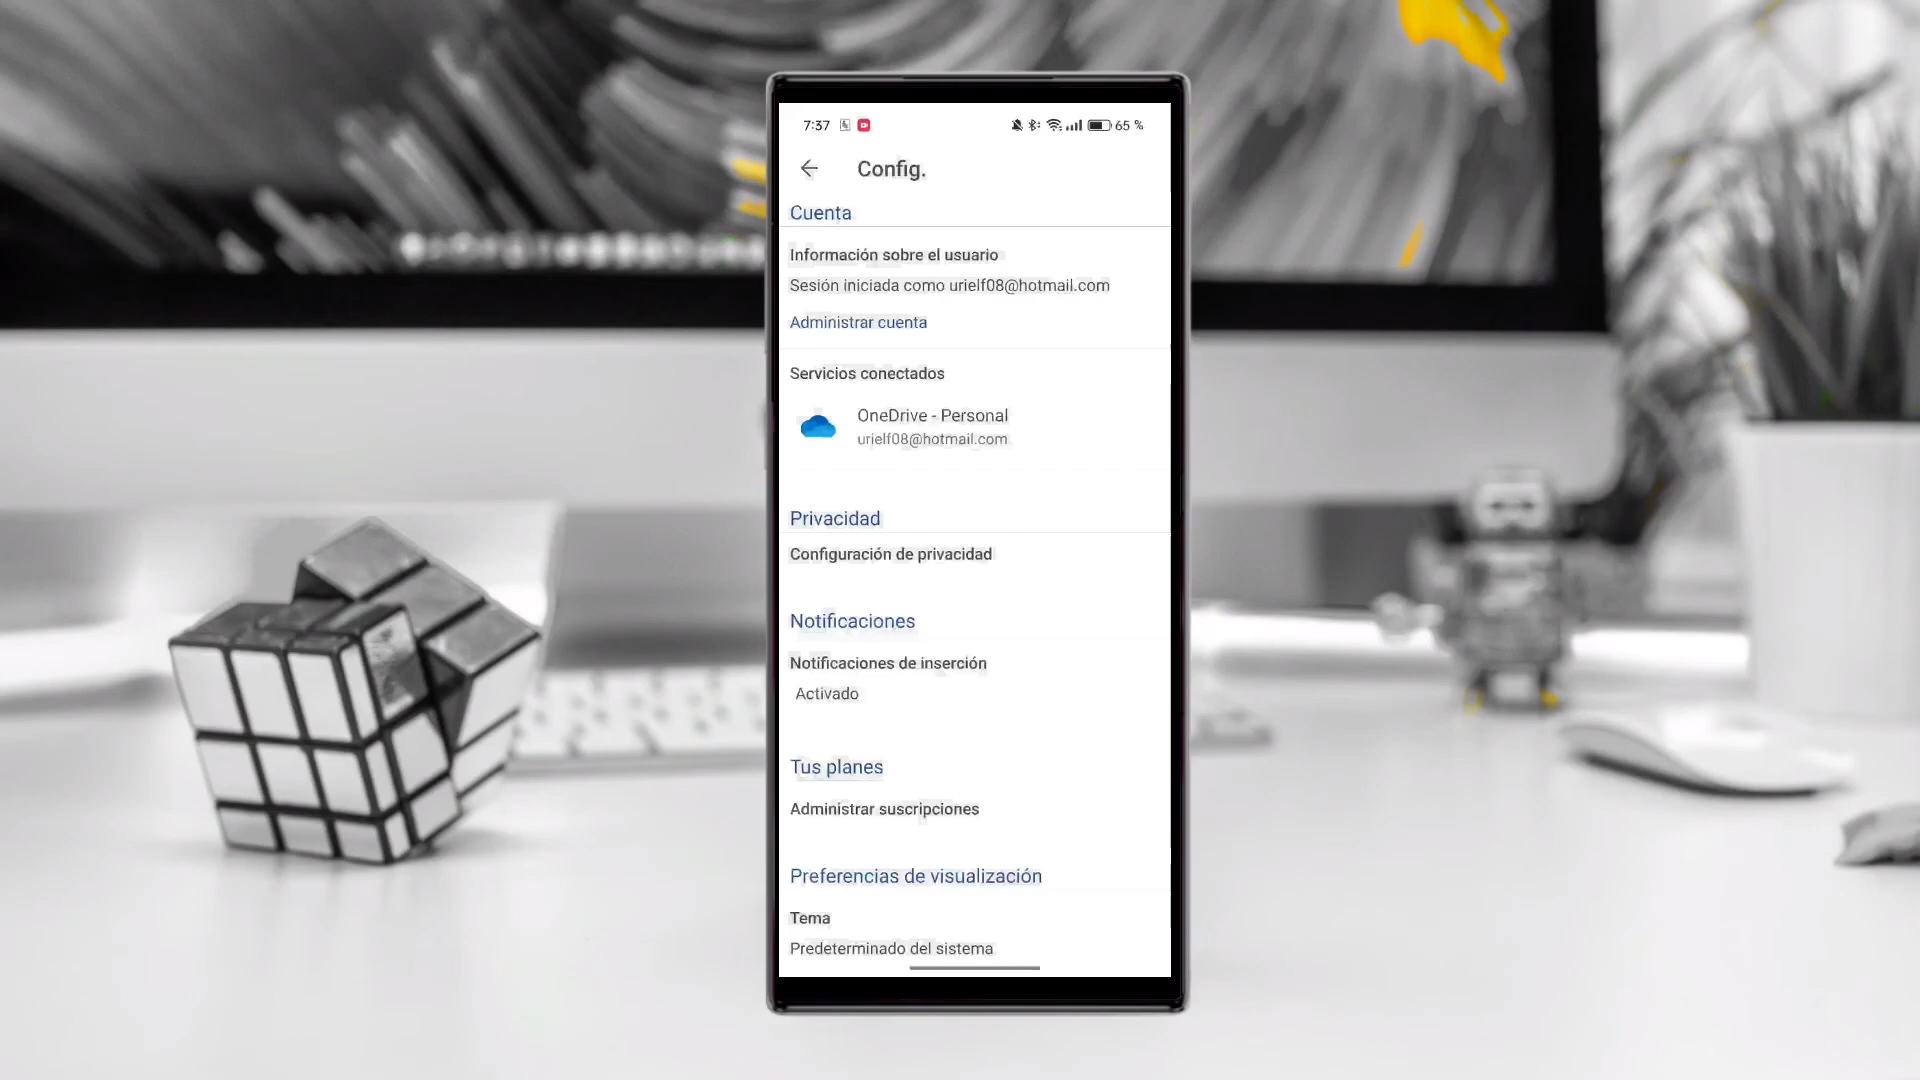 7:37 65 %
Config.
Cuenta
Información sobre el usuario
Sesión iniciada como urielf08@hotmail.com
Administrar cuenta
Servicios conectados
OneDrive - Personal
urielf08@hotmail.com
Privacidad
Configuración de privacidad
Notificaciones
Notificaciones de inserción
Activado
Tus planes
Administrar suscripciones
Preferencias de visualización
Tema
Predeterminado del sistema